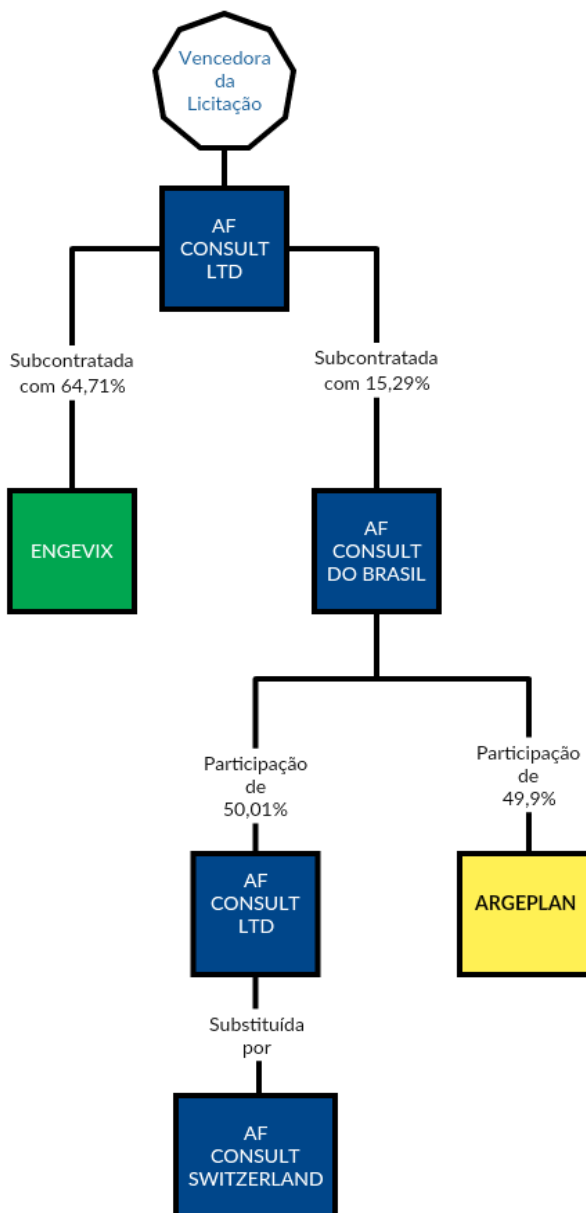 Vencedora
da
Licitação
AF
CONSULT
LTD
Subcontratada
com 64,71%
Subcontratada
com 15,29%
ENGEVIX
AF
CONSULT
DO BRASIL
Participação
de
50,01%
Participação
de
49,9%
AF
CONSULT
LTD
ARGEPLAN
Substituída
por
AF
CONSULT
SWITZERLAND